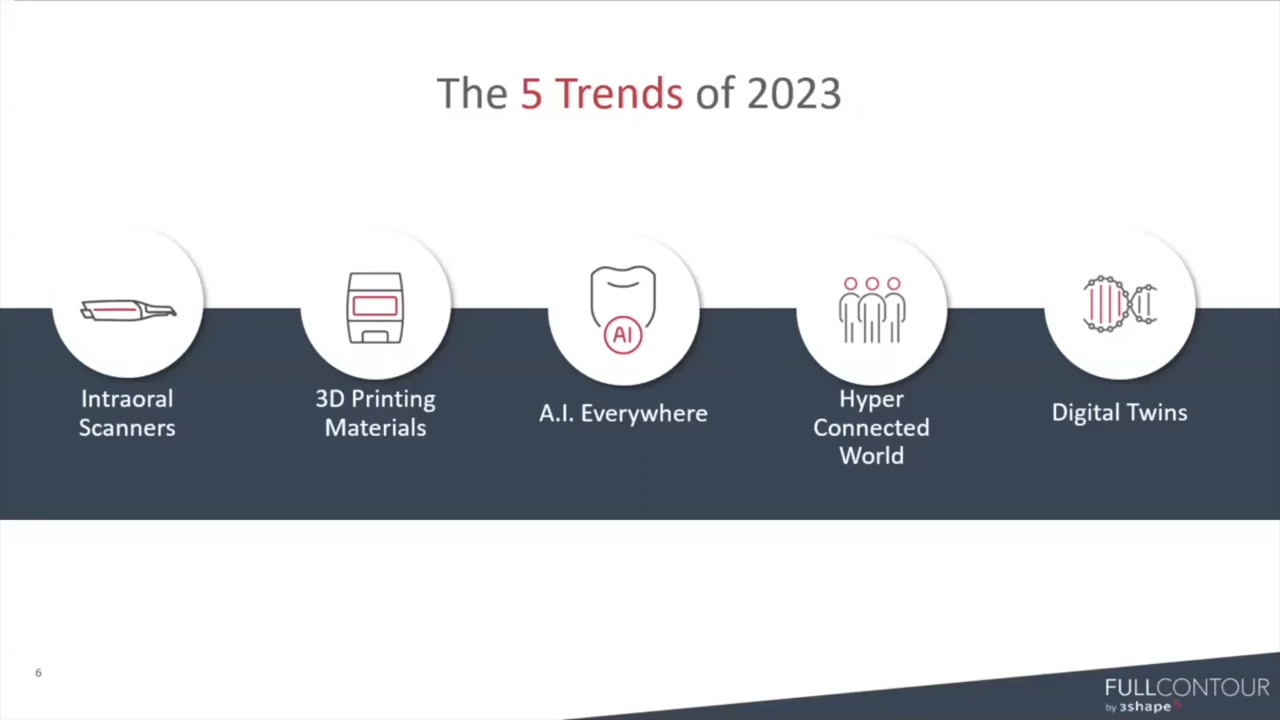 The 5 Trends of 2023
AI
Intraoral
Scanners
3D Printing
Materials
A.I. Everywhere
Hyper
Connected
World
Digital Twins
6
FULLCONTOUR
by 3shape